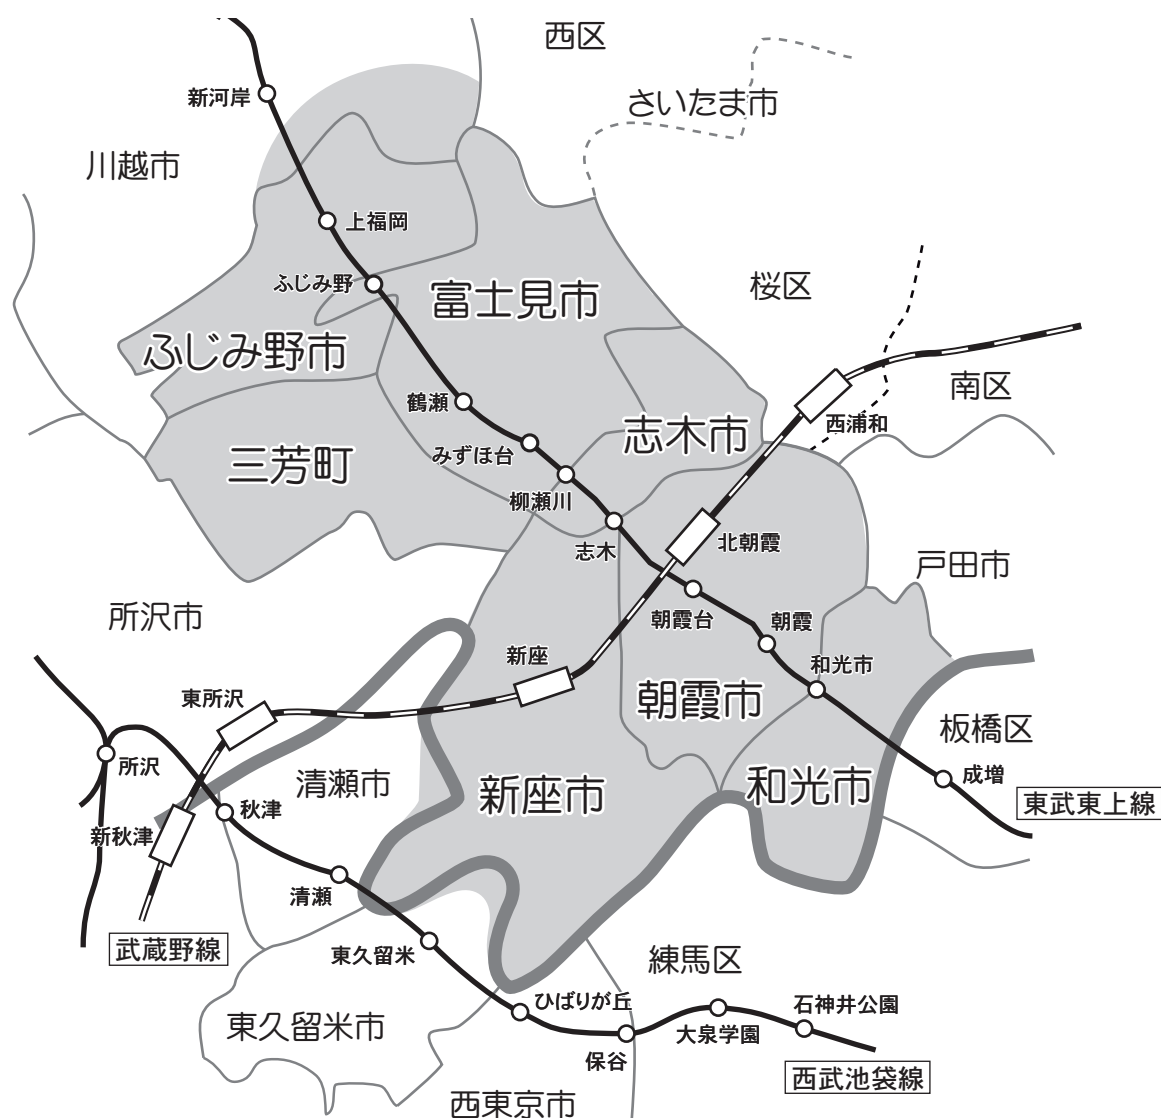 西区
さいたま市
新河岸
川越市
上福岡
ふじみ野
富士見市
桜区
ふじみ野市
南区
鶴瀬
西浦和
志木市
みずほ台
三芳町
柳瀬川
志木
北朝霞
戸田市
所沢市
朝霞台
朝霞
新座
和光市
東所沢
朝霞市
板橋区
所沢
清瀬市
新座市
和光市
成増
東武東上線
秋津
新秋津
清瀬
武蔵野線
東久留米
練馬区
ひばりが丘
石神井公園
東久留米市
大泉学園
保谷
西武池袋線
西東京市